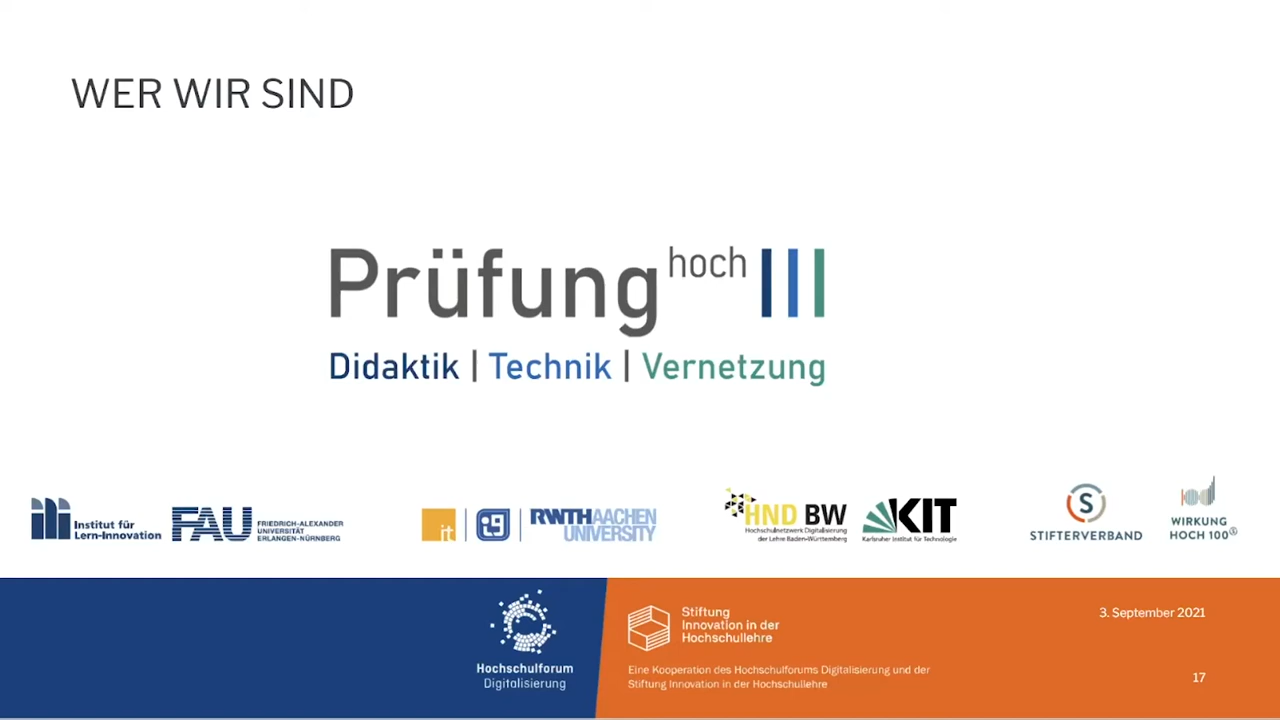 WER WIR SIND
Prüfung hoch III
Didaktik | Technik | Vernetzung
Institut für
Lern-Innovation
FAU
FRIEDRICH-ALEXANDER
UNIVERSITÄT
ERLANGEN-NÜRNBERG
it
RWTH AACHEN
UNIVERSITY
HND BW
Hochschulnetzwerk Digitalisierung
der Lehre Baden-Württemberg
KIT
Karlsruher Institut für Technologie
S
STIFTERVERBAND
WIRKUNG
HOCH 100
Hochschulforum
Digitalisierung
Stiftung
Innovation in der
Hochschullehre
Eine Kooperation des Hochschulforums Digitalisierung und der
Stiftung Innovation in der Hochschullehre
3. September 2021
17